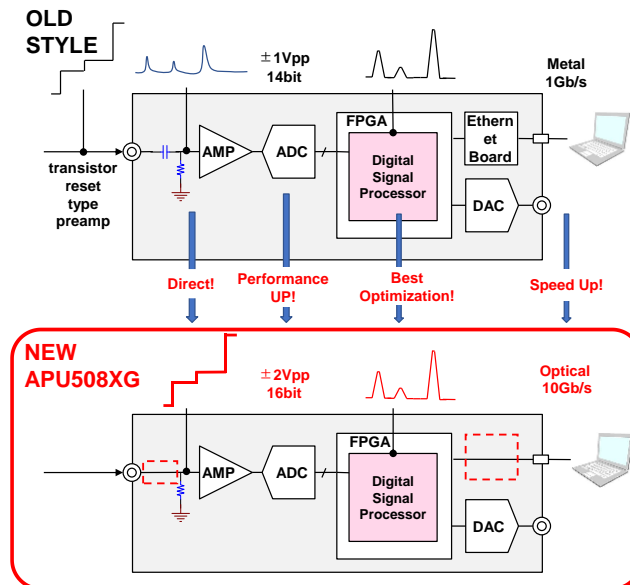 OLD
STYLE
±1Vpp
14bit
Metal
1Gb/s
FPGA
AMP
ADC
Digital
Signal
Processor
Ethern
et
Board
DAC
transistor
reset
type
preamp
Direct!
Performance
UP!
Best
Optimization!
Speed Up!
NEW
APU508XG
±2Vpp
16bit
Optical
10Gb/s
FPGA
AMP
ADC
Digital
Signal
Processor
DAC